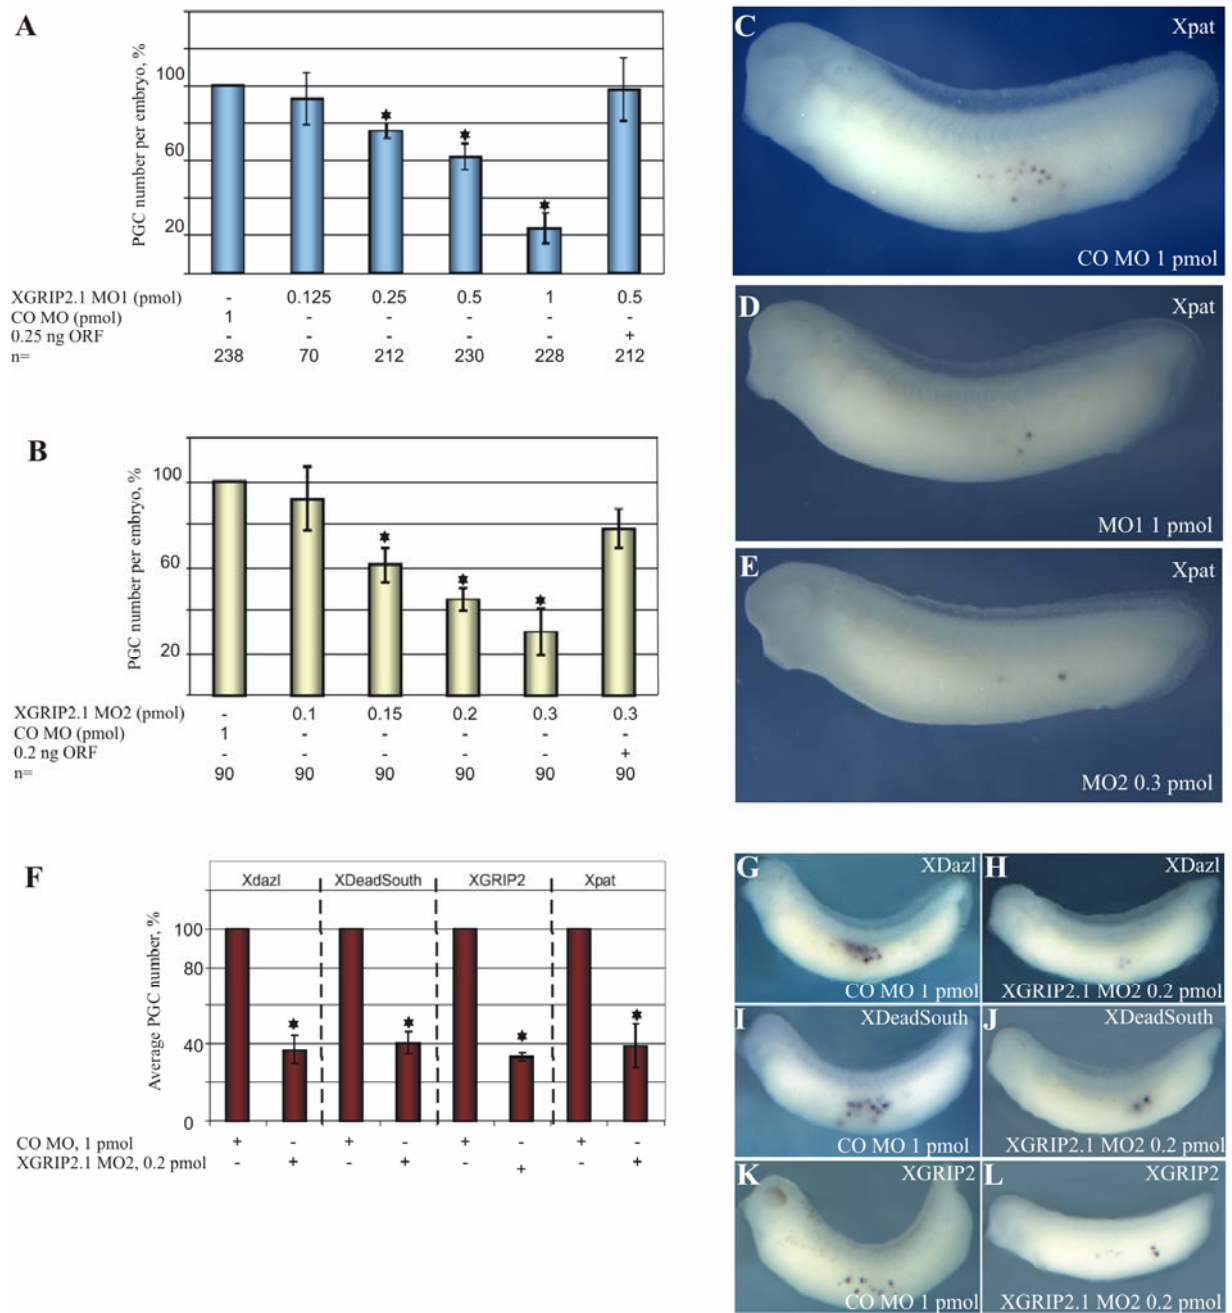 A
PGC number per embryo, %
100
60
20
XGRIP2.1 MO1 (pmol) - 0.125 0.25 0.5 1 0.5
CO MO (pmol) 1 - - - - -
0.25 ng ORF - - - - - +
n= 238 70 212 230 228 212
B
PGC number per embryo, %
100
60
20
XGRIP2.1 MO2 (pmol) - 0.1 0.15 0.2 0.3 0.3
CO MO (pmol) 1 - - - - -
0.2 ng ORF - - - - - +
n= 90 90 90 90 90 90
C
Xpat
CO MO 1 pmol
D
Xpat
MO1 1 pmol
E
Xpat
MO2 0.3 pmol
F
Xdazl XDeadSouth XGRIP2 Xpat
Average PGC number, %
100
80
40
0
CO MO, 1 pmol + - + - + - + -
XGRIP2.1 MO2, 0.2 pmol - + - + - + - +
G
XDazl
CO MO 1 pmol
H
XDazl
XGRIP2.1 MO2 0.2 pmol
I
XDeadSouth
CO MO 1 pmol
J
XDeadSouth
XGRIP2.1 MO2 0.2 pmol
K
XGRIP2
CO MO 1 pmol
L
XGRIP2
XGRIP2.1 MO2 0.2 pmol